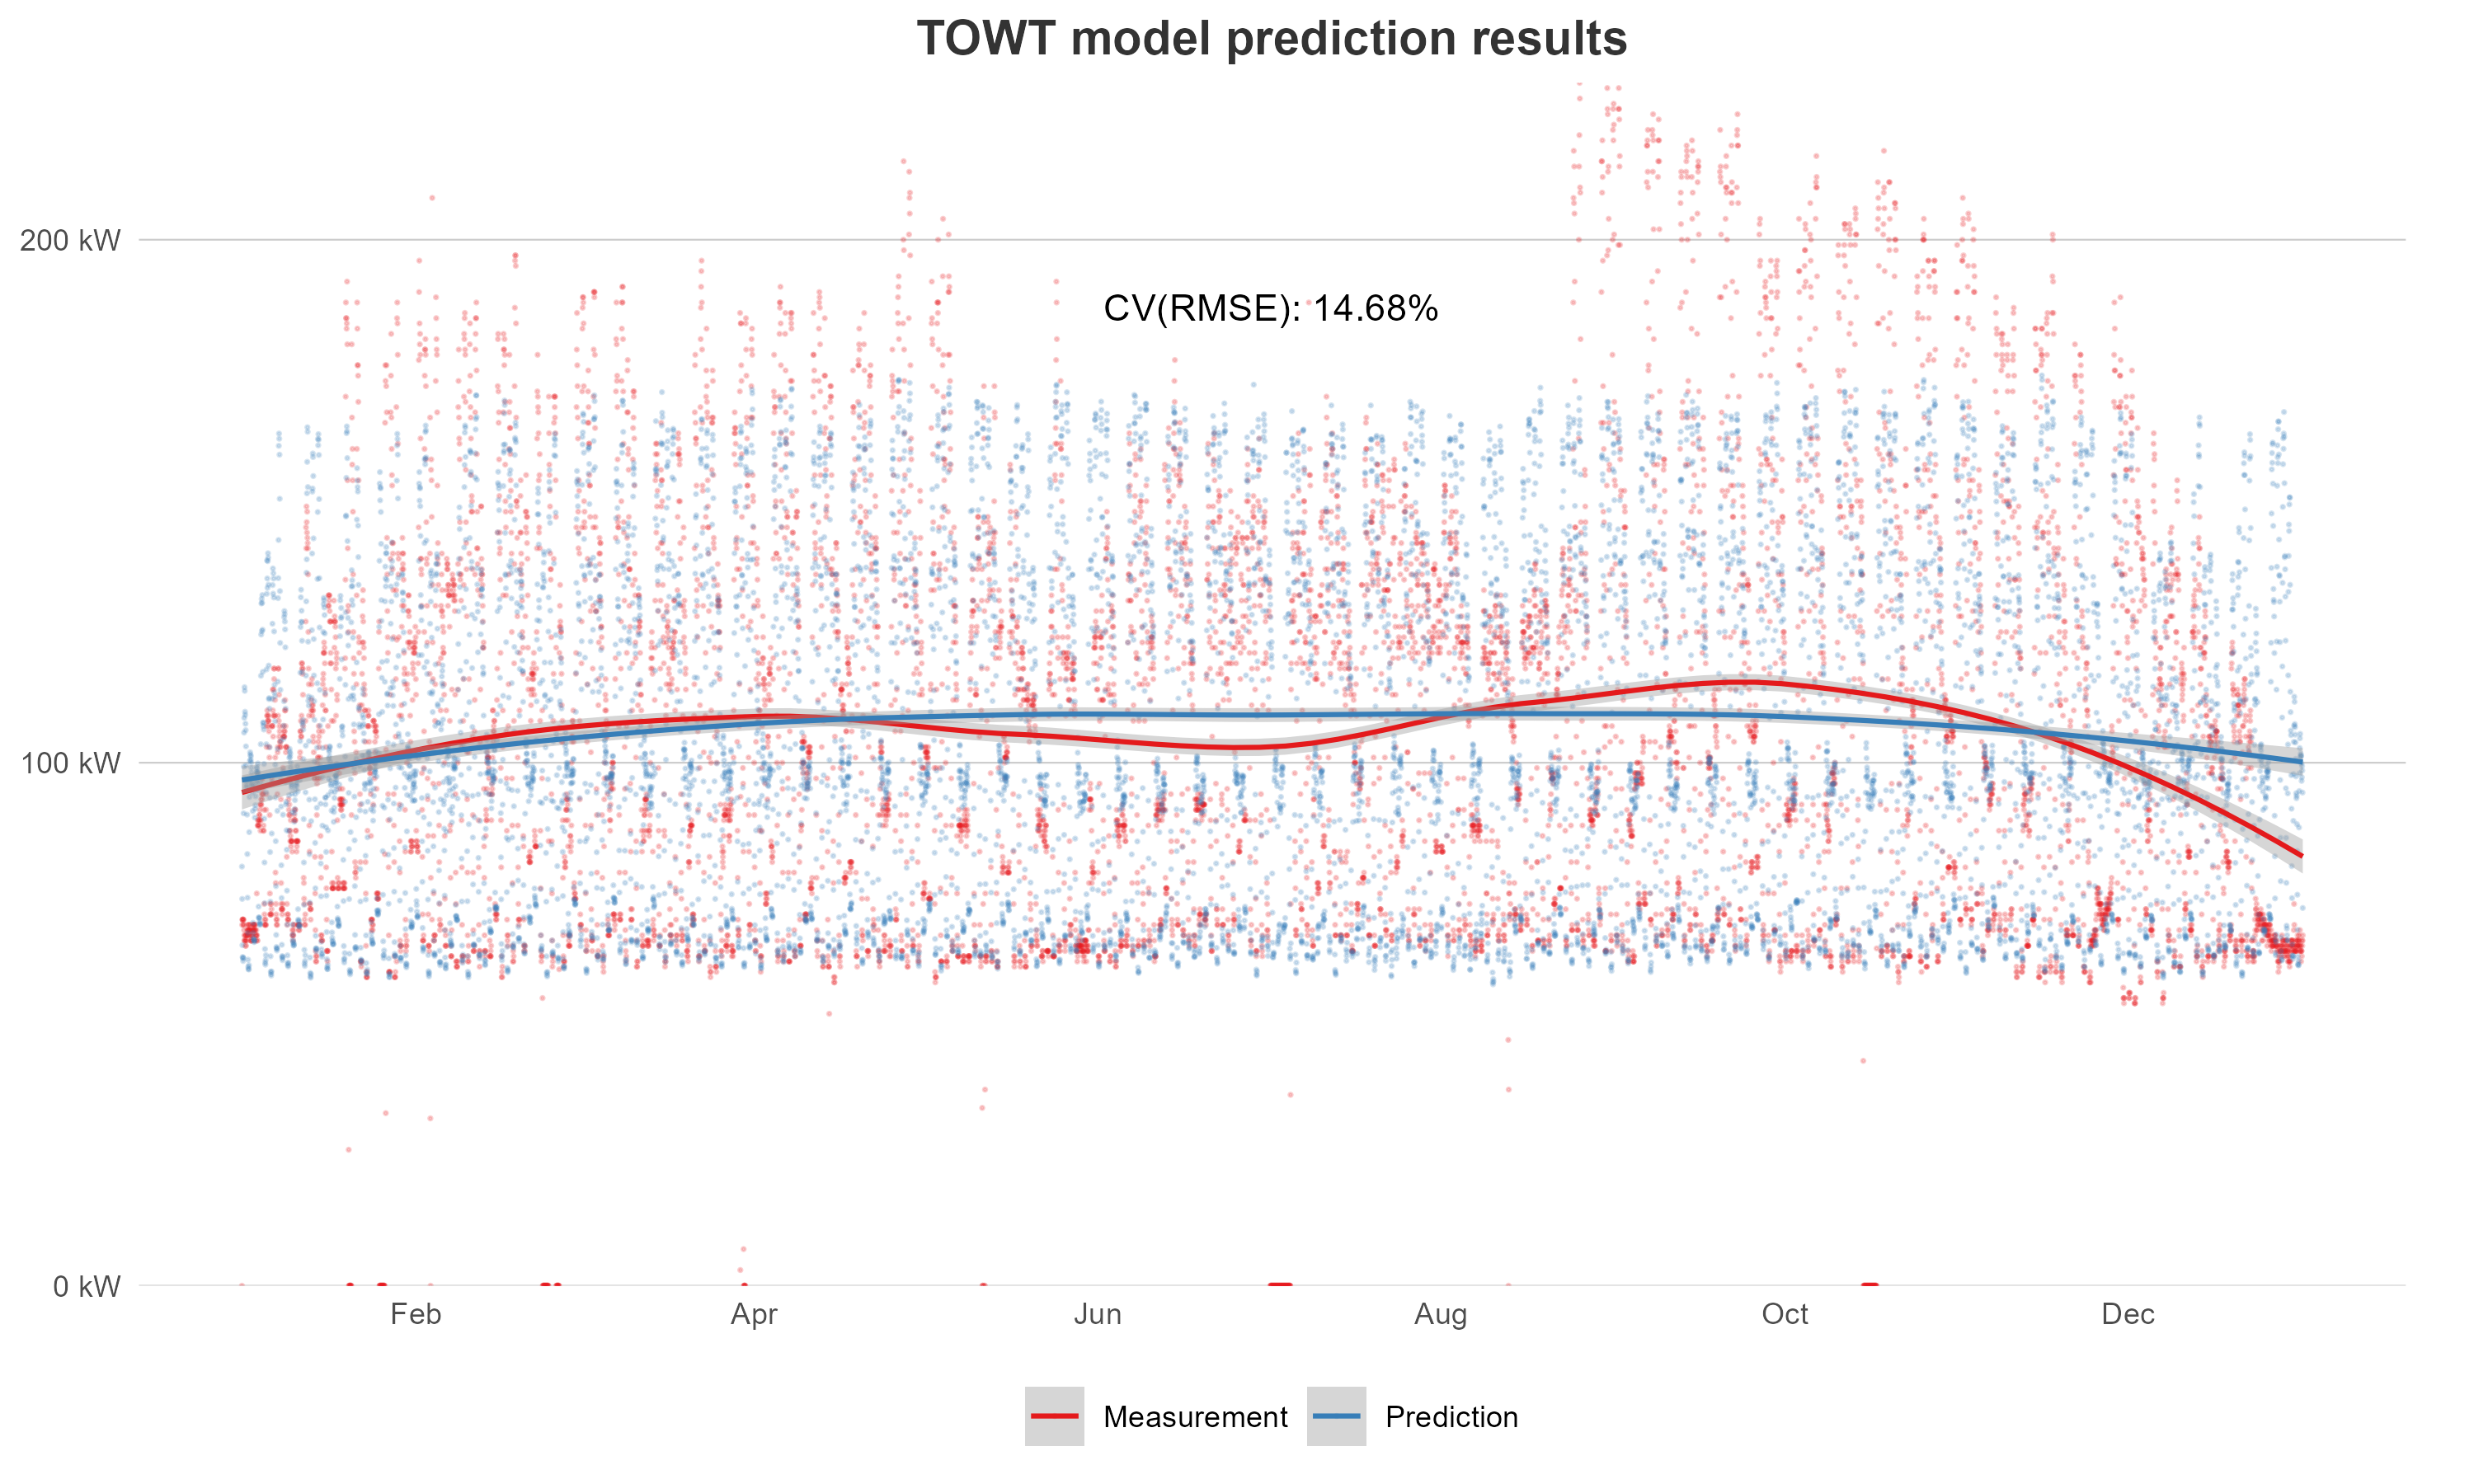 TOWT model prediction results
200 kW
CV(RMSE): 14.68%
100 kW
0 kW
Feb Apr Jun Aug Oct Dec
Measurement Prediction